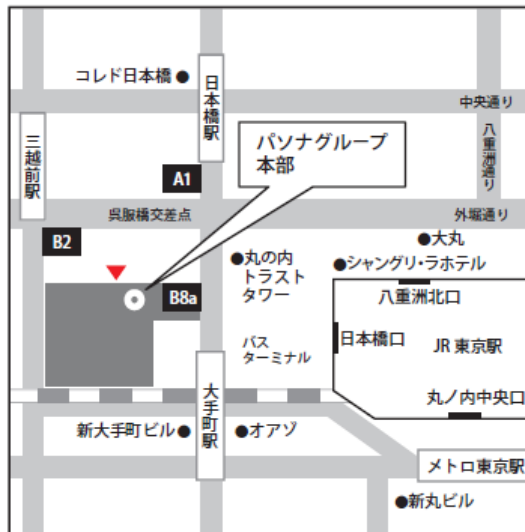 コレド日本橋
日本橋駅
中央通り
三越前駅
八重洲通り
パソナグループ
本部
A1
呉服橋交差点
外堀通り
B2
大丸
丸の内
トラスト
タワー
シャングリ・ラホテル
八重洲北口
B8a
日本橋口
JR 東京駅
バス
ターミナル
丸ノ内中央口
大手町駅
新大手町ビル
オアゾ
メトロ東京駅
新丸ビル